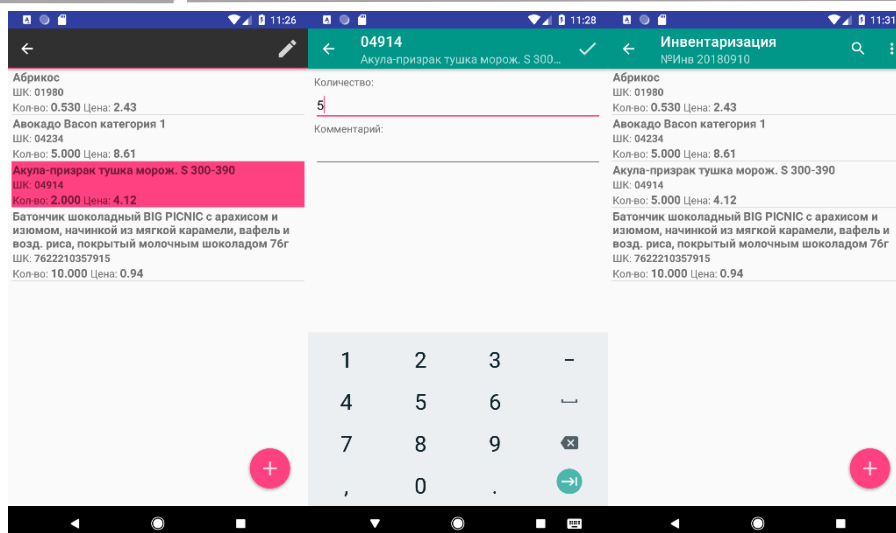 11:26
Абрикос
ШК: 01980
Кол-во: 0.530 Цена: 2.43
Авокадо Bacon категория 1
ШК: 04234
Кол-во: 5.000 Цена: 8.61
Акула-призрак тушка морож. S 300-390
ШК: 04914
Кол-во: 2.000 Цена: 4.12
Батончик шоколадный BIG PICNIC с арахисом и
изюмом, начинкой из мягкой карамели, вафель и
возд. риса, покрытый молочным шоколадом 76г
ШК: 7622210357915
Кол-во: 10.000 Цена: 0.94
+
11:28
04914
Акула-призрак тушка морож. S 300...
Количество:
5
Комментарий:
1 2 3 -
4 5 6
7 8 9
, 0 .
11:31
Инвентаризация
№Инв 20180910
Абрикос
ШК: 01980
Кол-во: 0.530 Цена: 2.43
Авокадо Bacon категория 1
ШК: 04234
Кол-во: 5.000 Цена: 8.61
Акула-призрак тушка морож. S 300-390
ШК: 04914
Кол-во: 5.000 Цена: 4.12
Батончик шоколадный BIG PICNIC с арахисом и
изюмом, начинкой из мягкой карамели, вафель и
возд. риса, покрытый молочным шоколадом 76г
ШК: 7622210357915
Кол-во: 10.000 Цена: 0.94
+